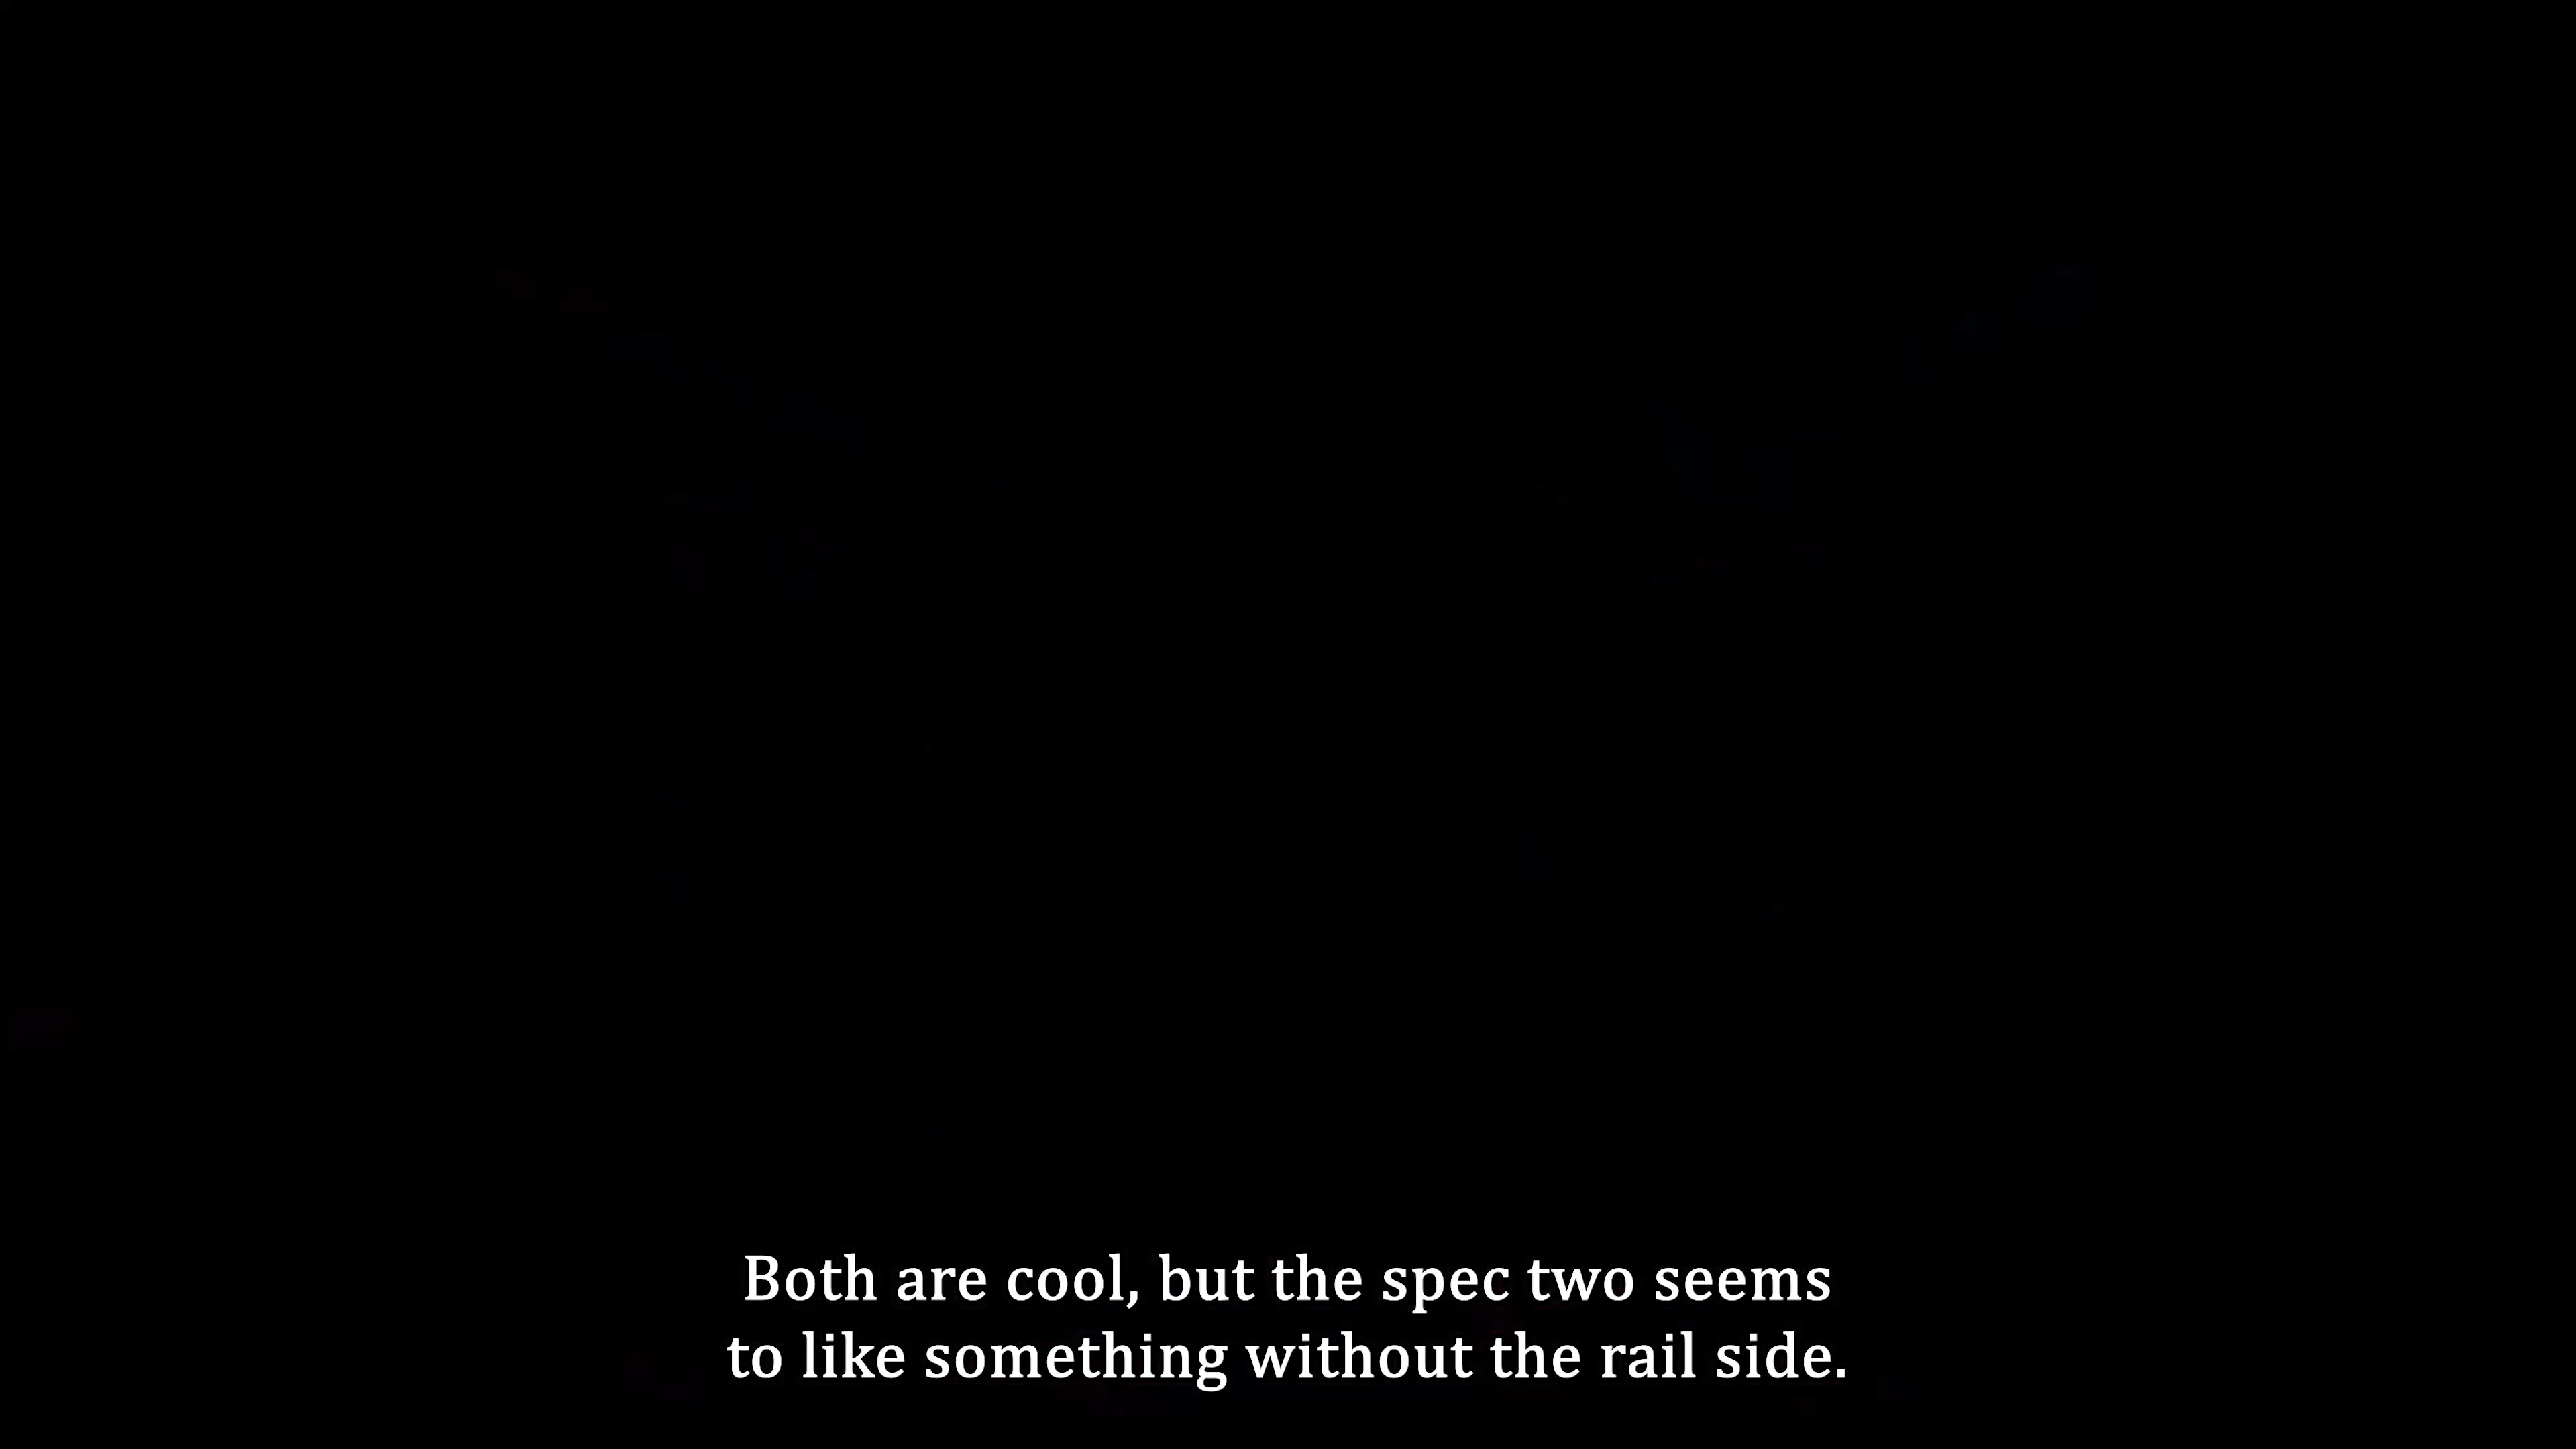 Both are cool, but the spec two seems
to like something without the rail side.